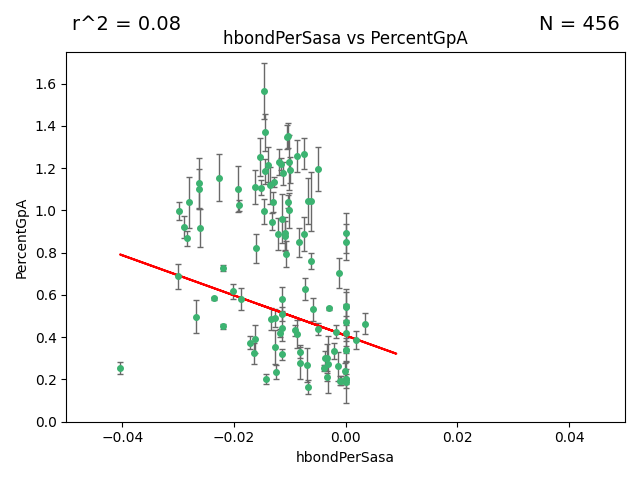 r^2 = 0.08
N = 456
hbondPerSasa vs PercentGpA
PercentGpA
1.6
1.4
1.2
1.0
0.8
0.6
0.4
0.2
0.0
−0.04 −0.02 0.00 0.02 0.04
hbondPerSasa